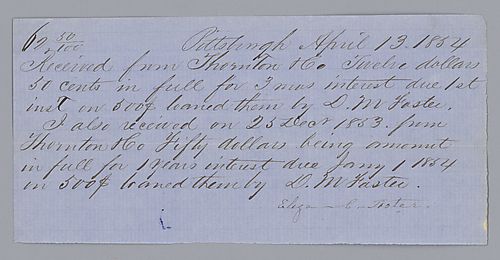 $12 50/100 Pittsburgh April 13. 1854
Received from Thornton & Co Twelve dollars
50 cents in full for 3 mos interest due 1st
inst on 500$ loaned them by D. M Foster.
I also received on 23 Decr 1853. from
Thornton & Co Fifty dollars being amount
in full for 1 years interest due Jany 1 1854
on 500$ loaned them by D. M Foster.
Eliza C. Foster.